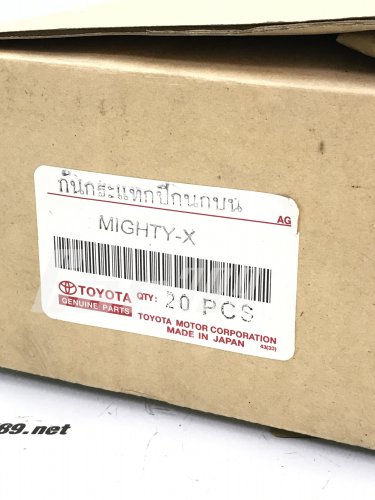 กันกระแทกปีกนกบน
AG
MIGHTY-X
TOYOTA
GENUINE PARTS
QTY: 20 PCS
TOYOTA MOTOR CORPORATION
MADE IN JAPAN
43(33)
89.net